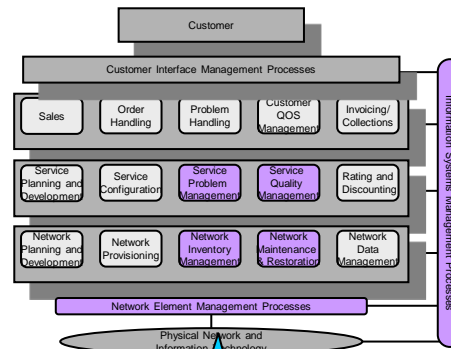 Customer
Customer Interface Management Processes
Sales
Order
Handling
Problem
Handling
Customer
QOS
Management
Invoicing/
Collections
Service
Planning and
Development
Service
Configuration
Service
Problem
Management
Service
Quality
Management
Rating and
Discounting
Network
Planning and
Development
Network
Provisioning
Network
Inventory
Management
Network
Maintenance
& Restoration
Network
Data
Management
Network Element Management Processes
Physical Network and
Information Technology
Information Systems Management Processes